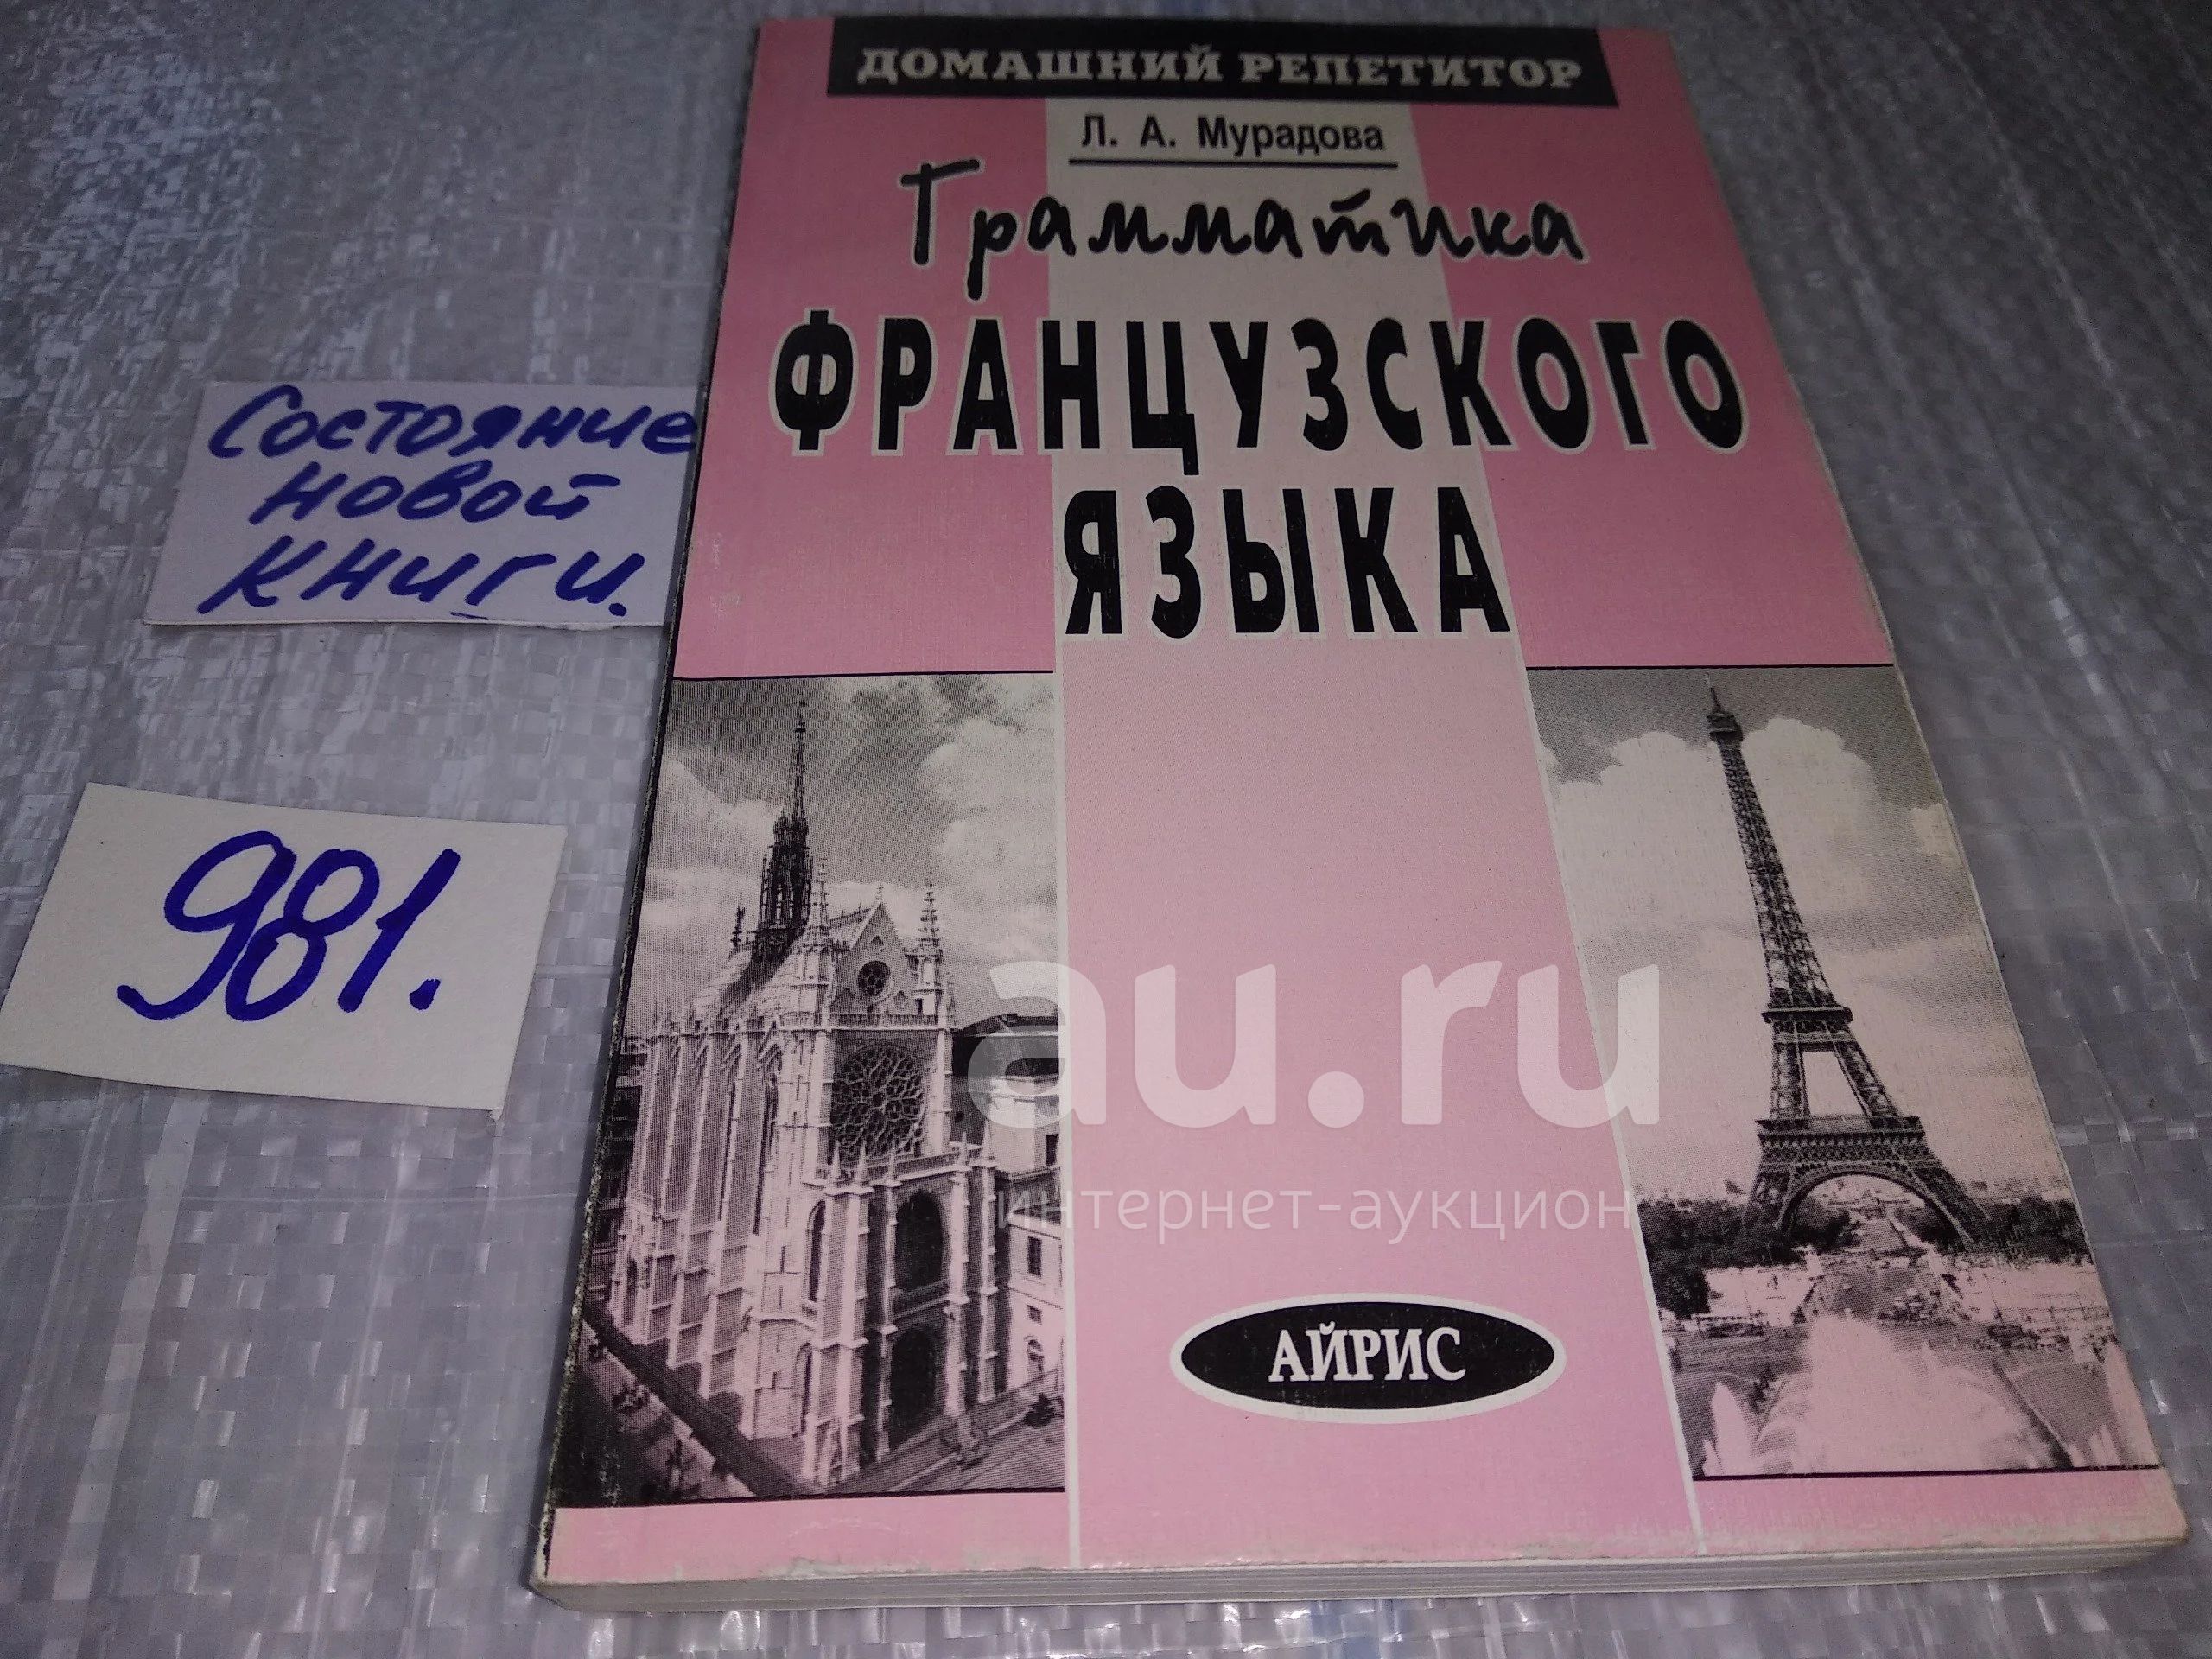 ДОМАШНИЙ РЕПЕТИТОР
Л. А. Мурадова
Грамматика
ФРАНЦУЗСКОГО
ЯЗЫКА
Состояние
новой
книги.
981.
au.ru
интернет-аукцион
АЙРИС